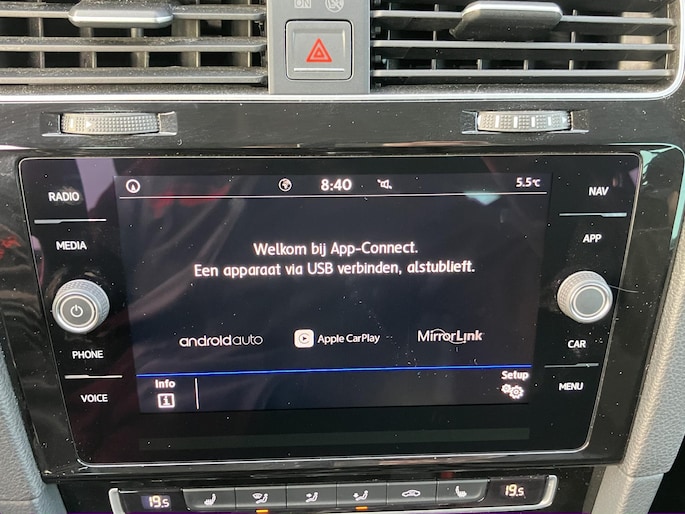 ON
RADIO
MEDIA
PHONE
VOICE
8:40
5.5°C
Welkom bij App-Connect.
Een apparaat via USB verbinden, alstublieft.
androidauto
Apple CarPlay
MirrorLink
Info
Setup
NAV
APP
CAR
MENU
19.5
19.5